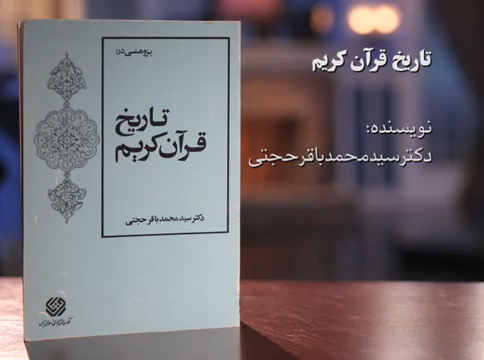 پژوهشی در:
تاریخ
قرآن کریم
دکتر سید محمد باقر حجتی
تاریخ قرآن کریم
نویسنده:
دکتر سید محمد باقر حجتی